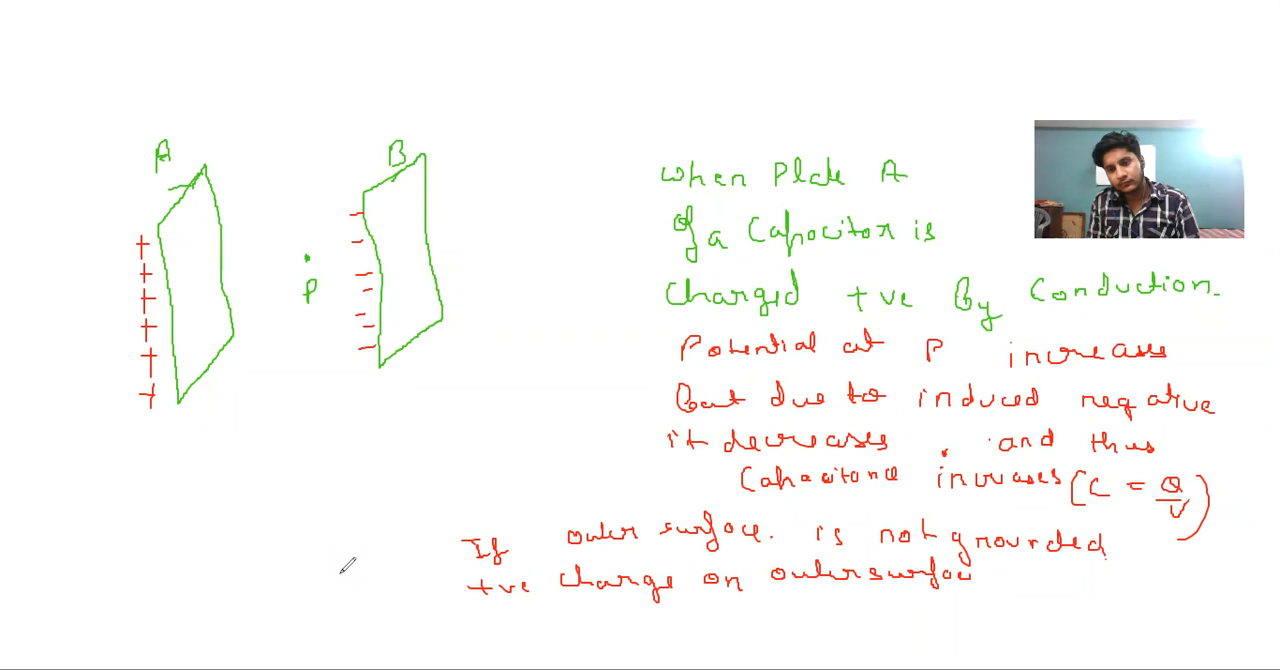 A
B
P
+
+
+
+
+
+
-
-
-
-
-
-
-
when Plate A
of a Capacitor is
Charged +ve By Conduction.
Potential at P increases
But due to induced negative
it decreases . and thus
Capacitance increases (C = Q/V)
If outer surface. is not grounded
+ve charge on outer surface